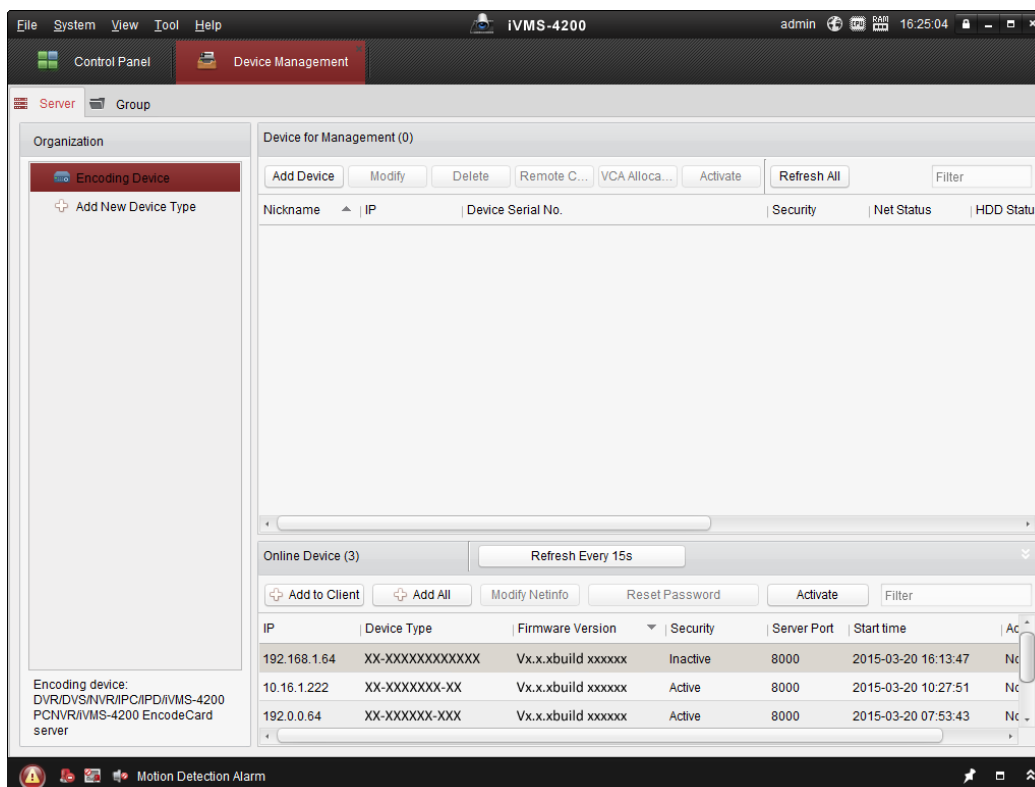 File System View Tool Help iVMS-4200 admin CPU RAM 16:25:04
Control Panel Device Management
Server Group
Organization
Encoding Device
Add New Device Type
Encoding device:
DVR/DVS/NVR/IPC/IPD/iVMS-4200
PCNVR/iVMS-4200 EncodeCard
server
Device for Management (0)
Add Device Modify Delete Remote C... VCA Alloca... Activate Refresh All Filter
Nickname IP Device Serial No. Security Net Status HDD Statu
Online Device (3) Refresh Every 15s
Add to Client Add All Modify Netinfo Reset Password Activate Filter
IP Device Type Firmware Version Security Server Port Start time Ad
192.168.1.64 XX-XXXXXXXXXXXX Vx.x.xbuild xxxxxx Inactive 8000 2015-03-20 16:13:47 No
10.16.1.222 XX-XXXXXXX-XX Vx.x.xbuild xxxxxx Active 8000 2015-03-20 10:27:51 No
192.0.0.64 XX-XXXXXX-XXX Vx.x.xbuild xxxxxx Active 8000 2015-03-20 07:53:43 No
Motion Detection Alarm